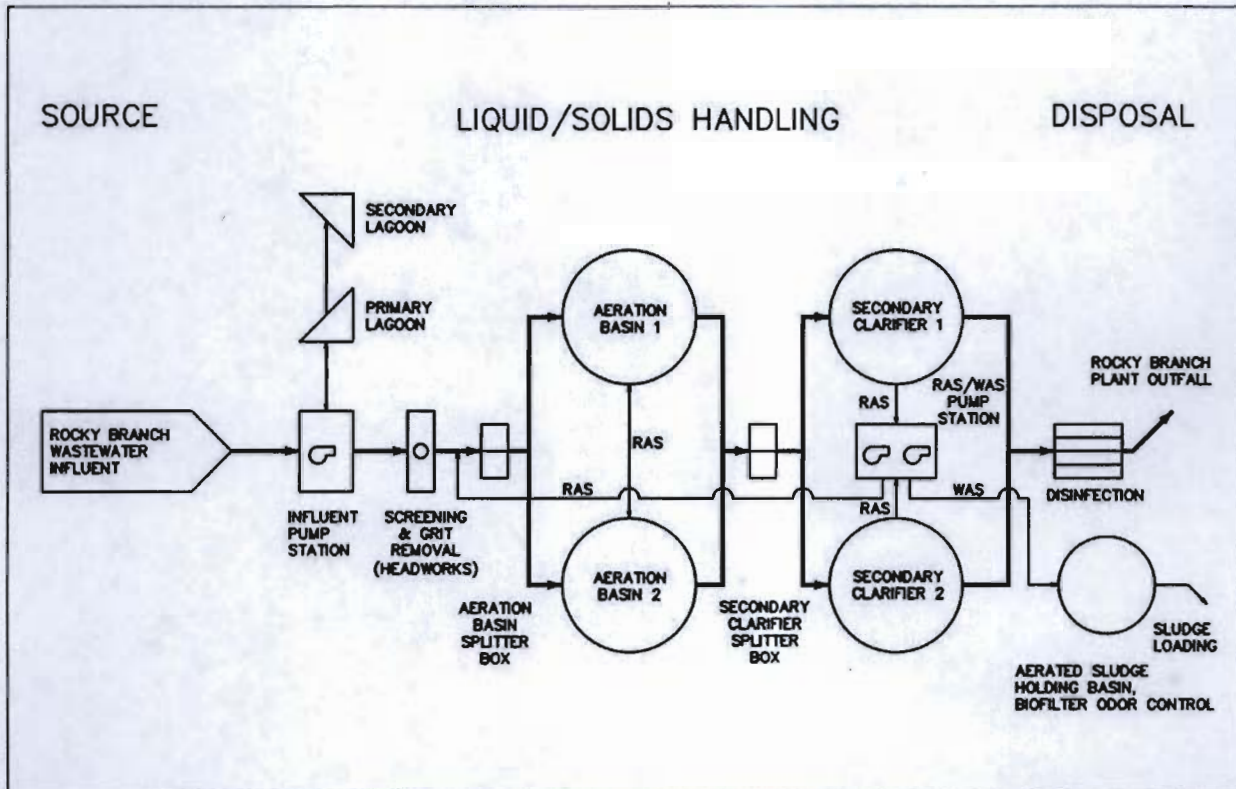 SOURCE
LIQUID/SOLIDS HANDLING
DISPOSAL
SECONDARY
LAGOON
PRIMARY
LAGOON
ROCKY BRANCH
WASTEWATER
INFLUENT
INFLUENT
PUMP
STATION
SCREENING
& GRIT
REMOVAL
(HEADWORKS)
AERATION
BASIN
SPLITTER
BOX
AERATION
BASIN 1
RAS
RAS
AERATION
BASIN 2
SECONDARY
CLARIFIER
SPLITTER
BOX
SECONDARY
CLARIFIER 1
RAS
RAS/WAS
PUMP
STATION
RAS
WAS
SECONDARY
CLARIFIER 2
ROCKY BRANCH
PLANT OUTFALL
DISINFECTION
SLUDGE
LOADING
AERATED SLUDGE
HOLDING BASIN,
BIOFILTER ODOR CONTROL